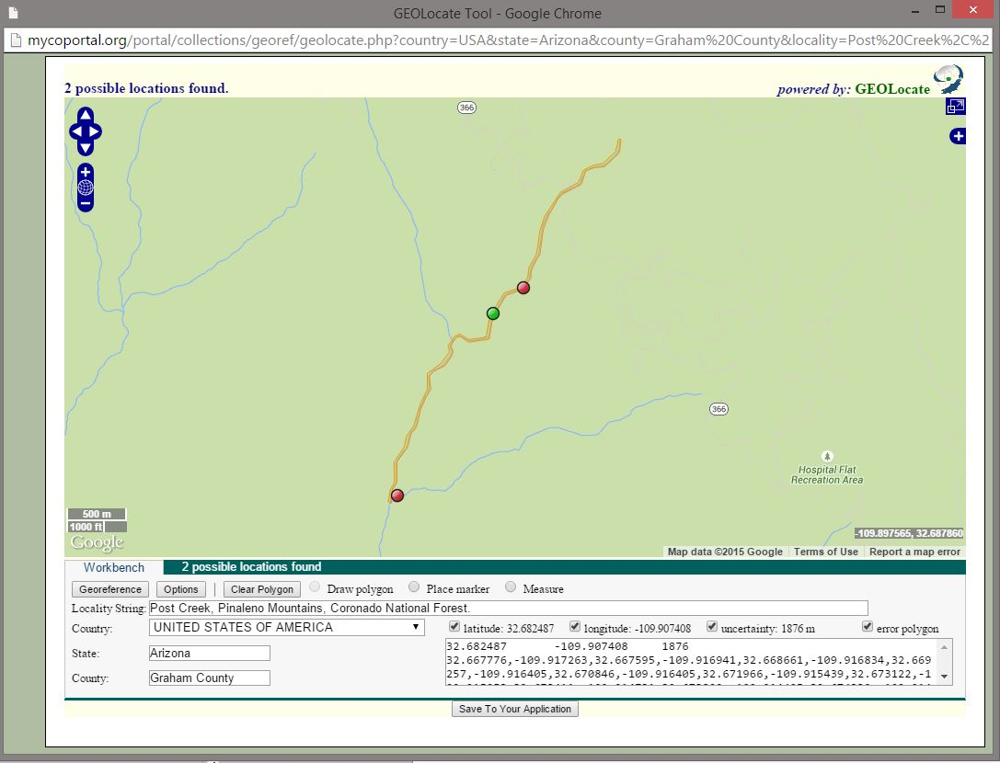 GEOLocate Tool - Google Chrome
mycoportal.org/portal/collections/georef/geolocate.php?country=USA&state=Arizona&county=Graham%20County&locality=Post%20Creek%2C%2
2 possible locations found.
powered by: GEOLocate
366
366
Hospital Flat
Recreation Area
500 m
1000 ft
Google
-109.897565, 32.687860
Map data ©2015 Google Terms of Use Report a map error
Workbench 2 possible locations found
Georeference Options | Clear Polygon Draw polygon Place marker Measure
Locality String: Post Creek, Pinaleno Mountains, Coronado National Forest.
Country: UNITED STATES OF AMERICA latitude: 32.682487 longitude: -109.907408 uncertainty: 1876 m error polygon
State: Arizona
County: Graham County
32.682487 -109.907408 1876
32.667776,-109.917263,32.667595,-109.916941,32.668661,-109.916834,32.669
257,-109.916405,32.670846,-109.916405,32.671966,-109.915439,32.673122,-1
Save To Your Application